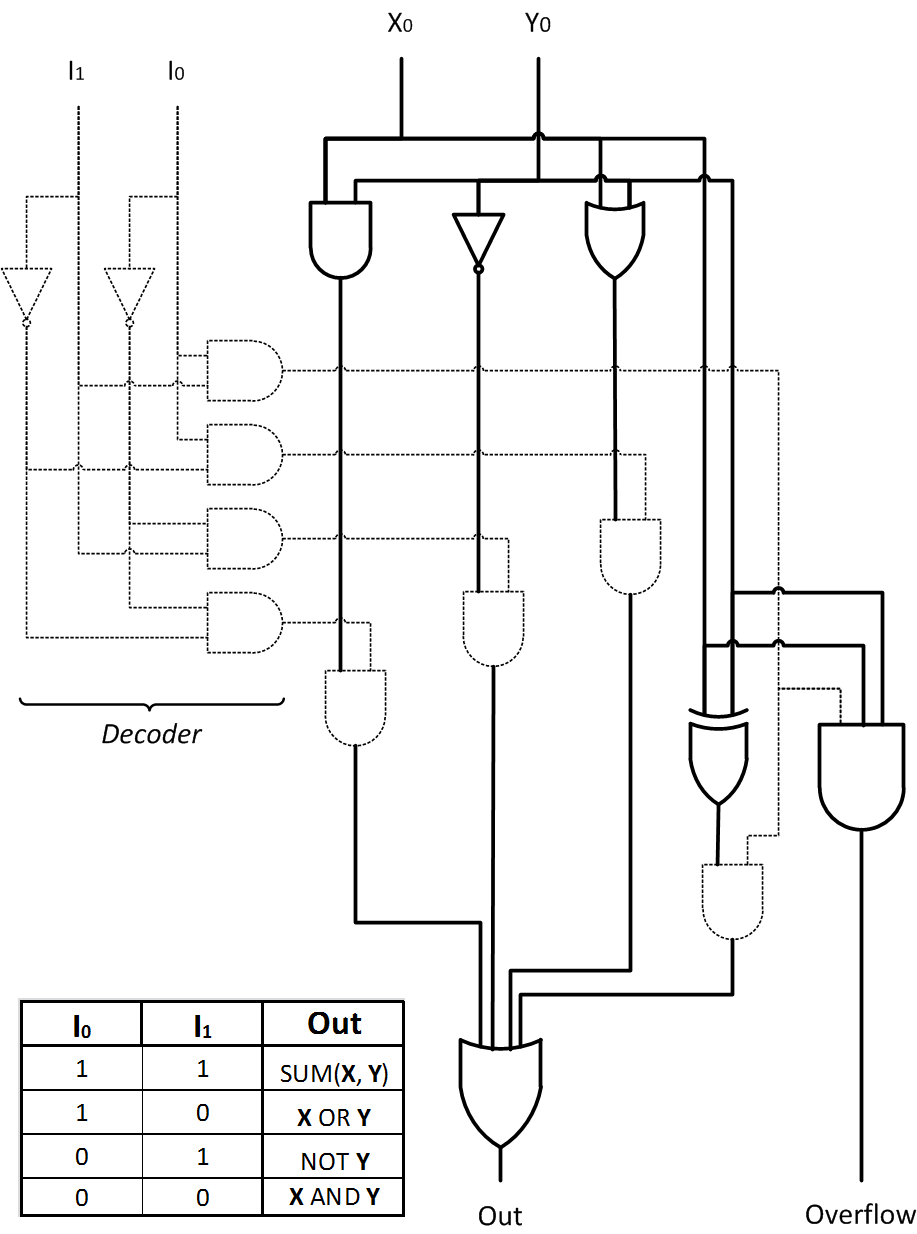 X₀ Y₀
I₁ I₀
Decoder
I₀ I₁ Out
1 1 SUM(X, Y)
1 0 X OR Y
0 1 NOT Y
0 0 X AND Y
Out Overflow